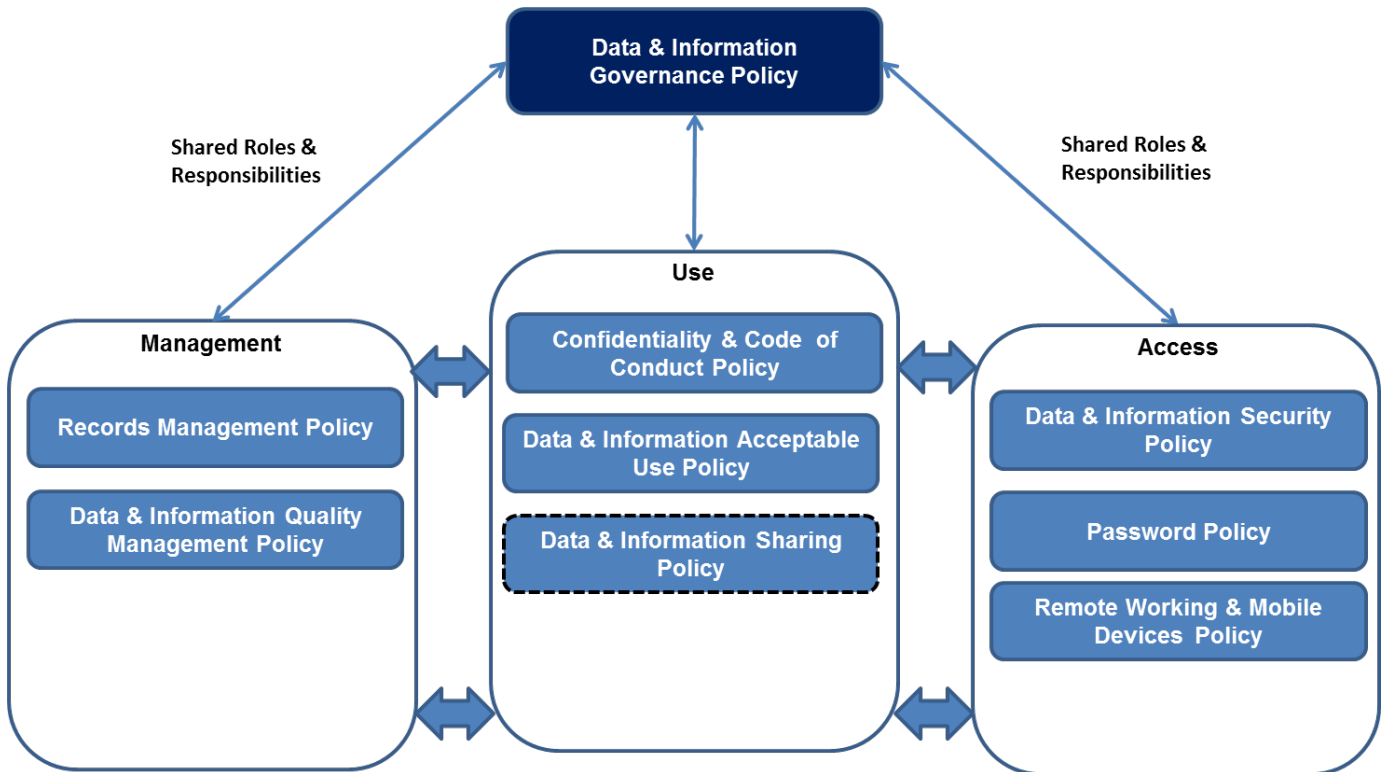 Data & Information
Governance Policy
Shared Roles &
Responsibilities
Shared Roles &
Responsibilities
Management
Records Management Policy
Data & Information Quality
Management Policy
Use
Confidentiality & Code of
Conduct Policy
Data & Information Acceptable
Use Policy
Data & Information Sharing
Policy
Access
Data & Information Security
Policy
Password Policy
Remote Working & Mobile
Devices Policy